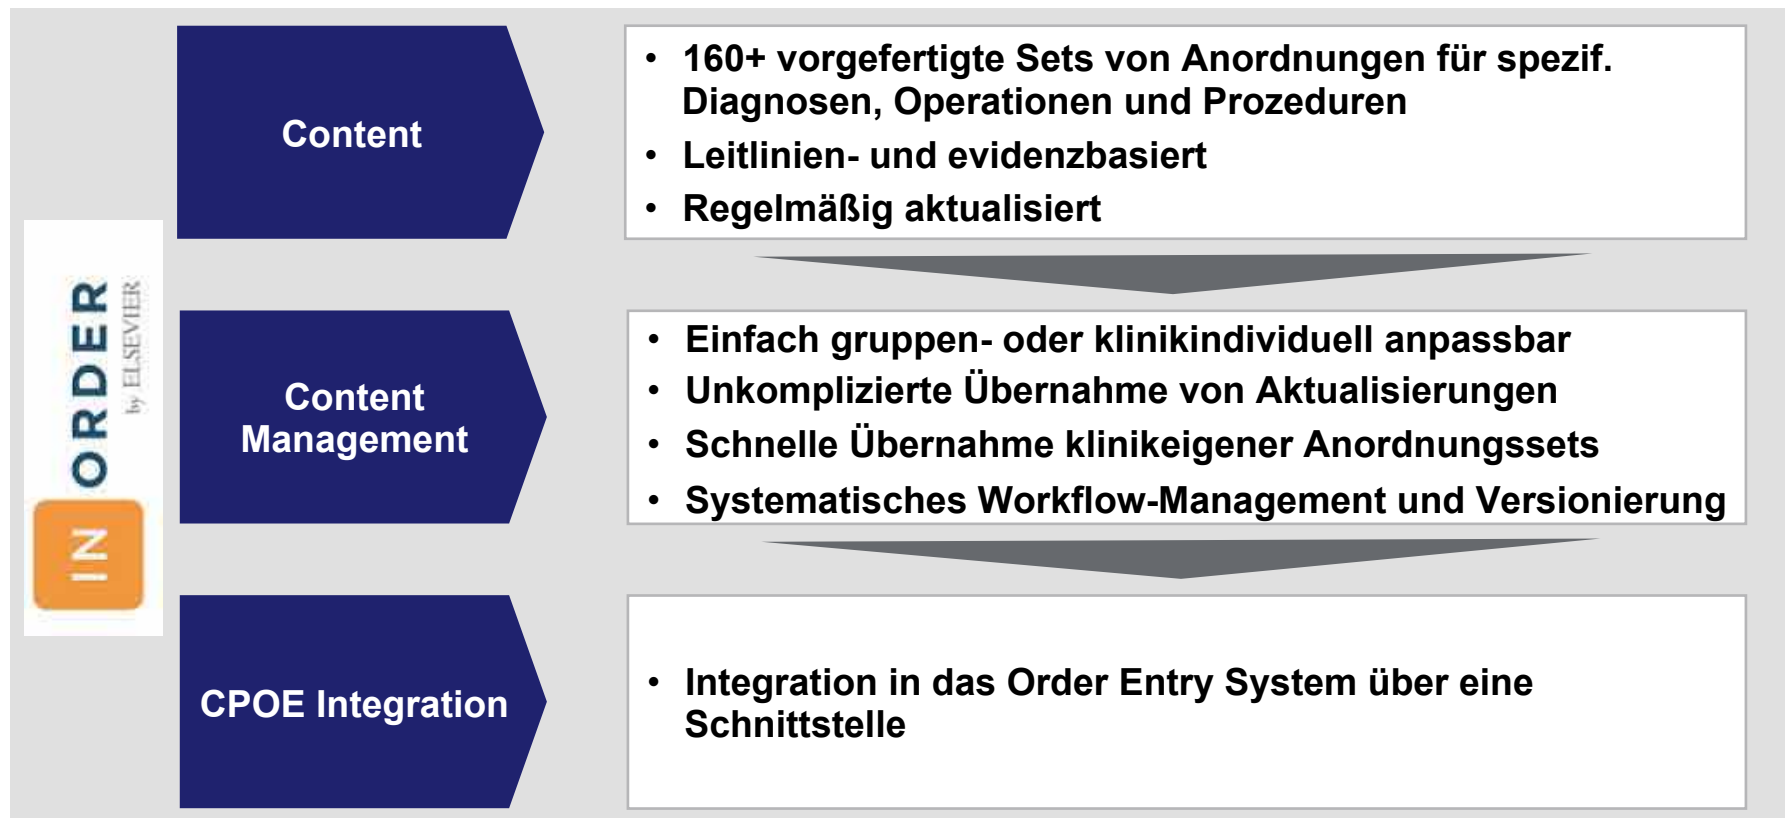 IN ORDER
by ELSEVIER
Content
• 160+ vorgefertigte Sets von Anordnungen für spezif.
Diagnosen, Operationen und Prozeduren
• Leitlinien- und evidenzbasiert
• Regelmäßig aktualisiert
Content
Management
• Einfach gruppen- oder klinikindividuell anpassbar
• Unkomplizierte Übernahme von Aktualisierungen
• Schnelle Übernahme klinikeigener Anordnungssets
• Systematisches Workflow-Management und Versionierung
CPOE Integration
• Integration in das Order Entry System über eine
Schnittstelle